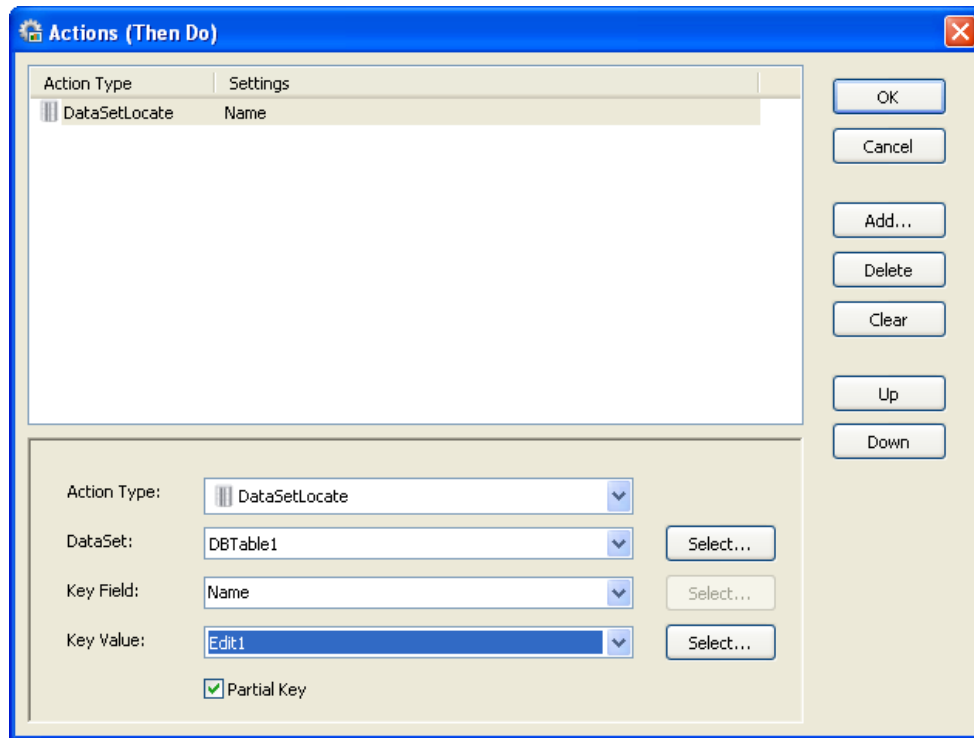 Actions (Then Do)
Action Type Settings
DataSetLocate Name
OK
Cancel
Add...
Delete
Clear
Up
Down
Action Type: DataSetLocate
DataSet: DBTable1 Select...
Key Field: Name Select...
Key Value: Edit1 Select...
Partial Key